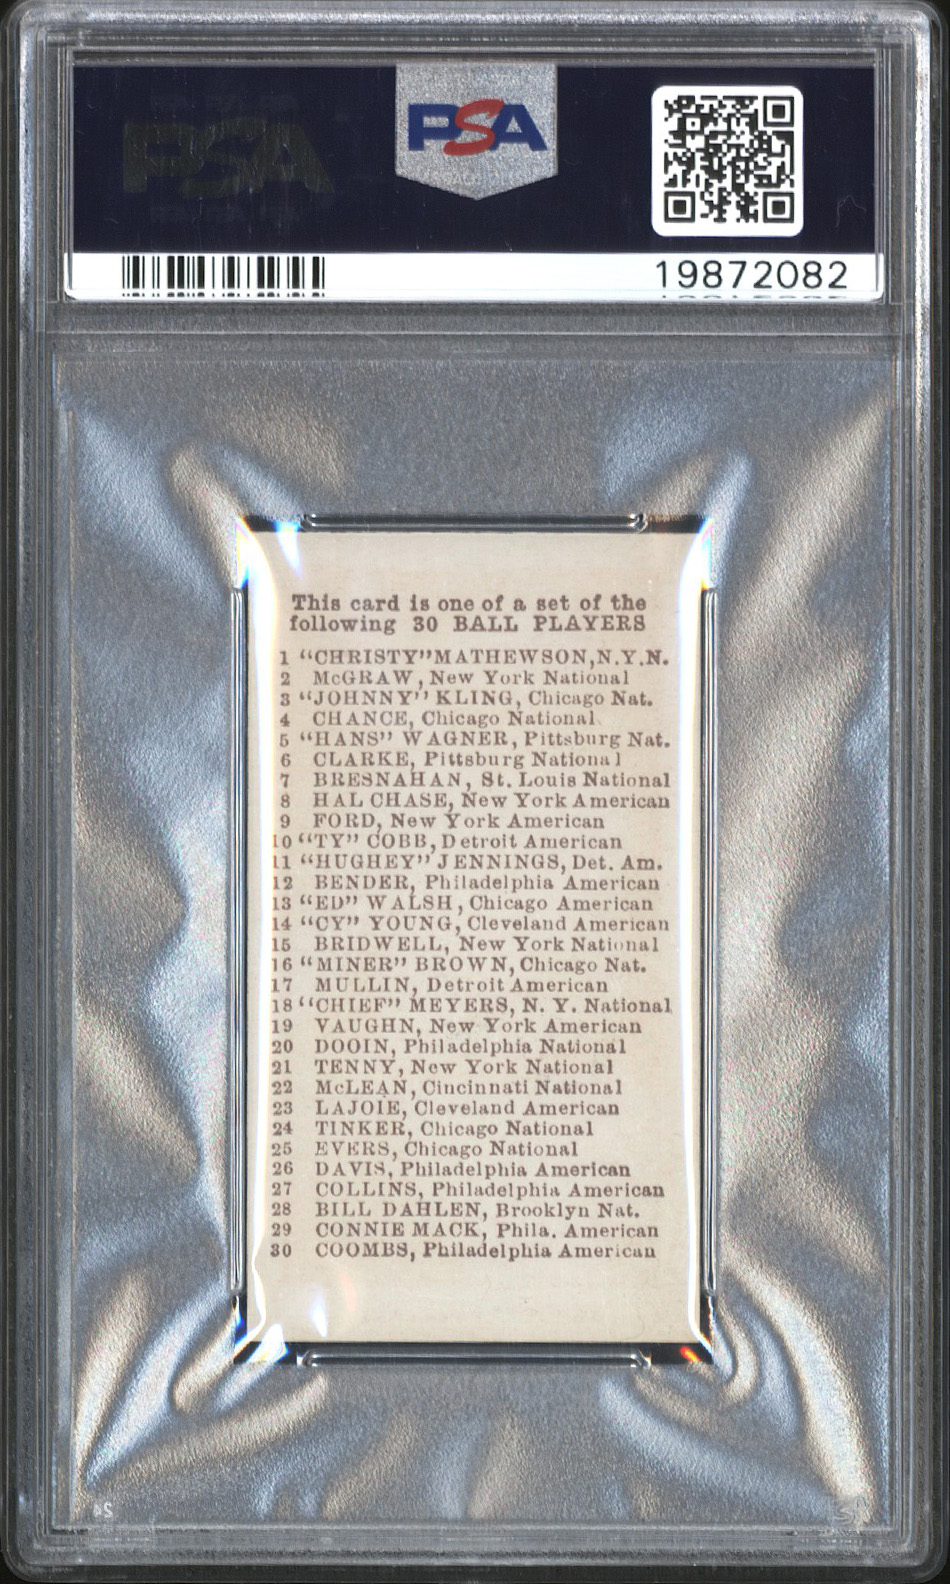 PSA
PSA
19872082
This card is one of a set of the
following 30 BALL PLAYERS
1 "CHRISTY" MATHEWSON, N.Y.N.
2 McGRAW, New York National
3 "JOHNNY" KLING, Chicago Nat.
4 CHANCE, Chicago National
5 "HANS" WAGNER, Pittsburg Nat.
6 CLARKE, Pittsburg National
7 BRESNAHAN, St. Louis National
8 HAL CHASE, New York American
9 FORD, New York American
10 "TY" COBB, Detroit American
11 "HUGHEY" JENNINGS, Det. Am.
12 BENDER, Philadelphia American
13 "ED" WALSH, Chicago American
14 "CY" YOUNG, Cleveland American
15 BRIDWELL, New York National
16 "MINER" BROWN, Chicago Nat.
17 MULLIN, Detroit American
18 "CHIEF" MEYERS, N. Y. National
19 VAUGHN, New York American
20 DOOIN, Philadelphia National
21 TENNY, New York National
22 McLEAN, Cincinnati National
23 LAJOIE, Cleveland American
24 TINKER, Chicago National
25 EVERS, Chicago National
26 DAVIS, Philadelphia American
27 COLLINS, Philadelphia American
28 BILL DAHLEN, Brooklyn Nat.
29 CONNIE MACK, Phila. American
30 COOMBS, Philadelphia American